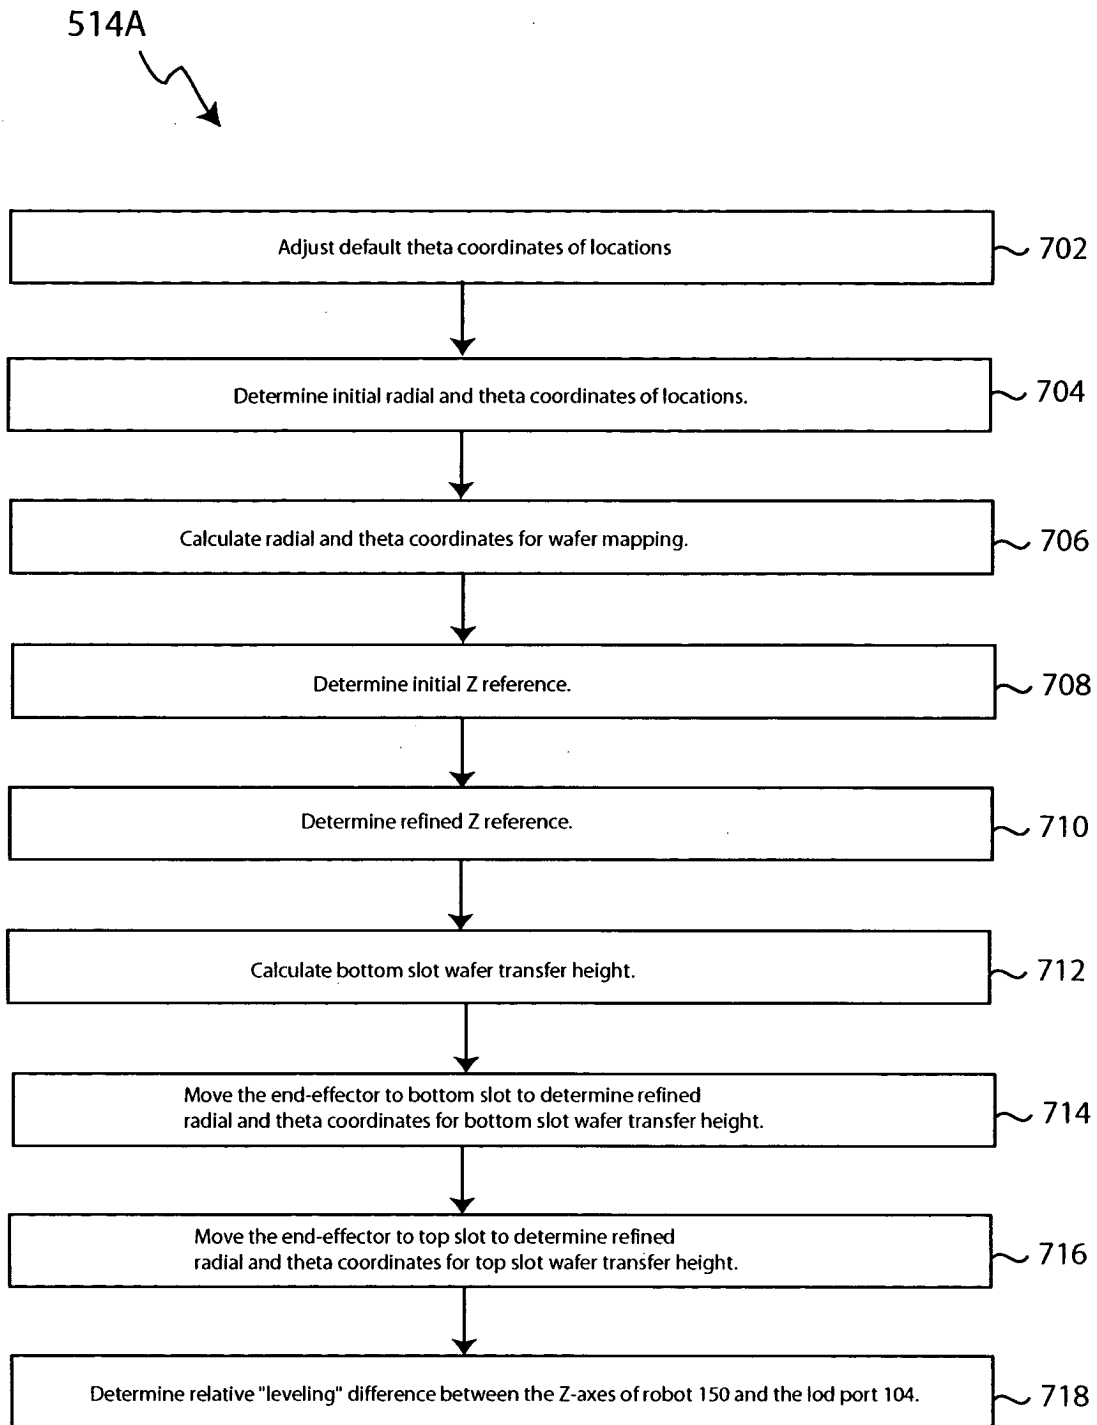 514A
Adjust default theta coordinates of locations
702
Determine initial radial and theta coordinates of locations.
704
Calculate radial and theta coordinates for wafer mapping.
706
Determine initial Z reference.
708
Determine refined Z reference.
710
Calculate bottom slot wafer transfer height.
712
Move the end-effector to bottom slot to determine refined
radial and theta coordinates for bottom slot wafer transfer height.
714
Move the end-effector to top slot to determine refined
radial and theta coordinates for top slot wafer transfer height.
716
Determine relative "leveling" difference between the Z-axes of robot 150 and the lod port 104.
718